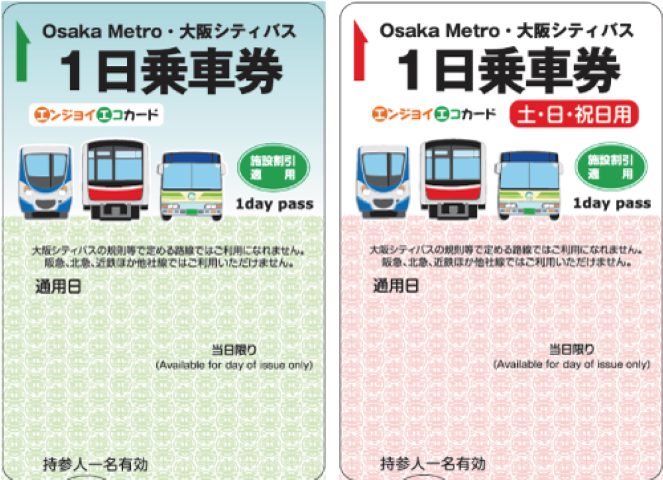 Osaka Metro・大阪シティバス
1日乗車券
エンジョイエコカード
施設割引
適 用
1day pass
大阪シティバスの規則等で定める路線ではご利用になれません。
阪急、北急、近鉄ほか他社線ではご利用いただけません。
通用日
当日限り
(Available for day of issue only)
持参人一名有効
Osaka Metro・大阪シティバス
1日乗車券
エンジョイエコカード 土・日・祝日用
施設割引
適 用
1day pass
大阪シティバスの規則等で定める路線ではご利用になれません。
阪急、北急、近鉄ほか他社線ではご利用いただけません。
通用日
当日限り
(Available for day of issue only)
持参人一名有効